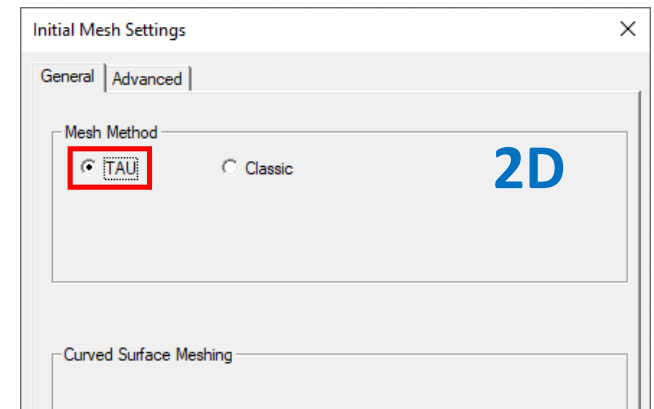 Initial Mesh Settings
General Advanced
Mesh Method
TAU Classic 2D
Curved Surface Meshing